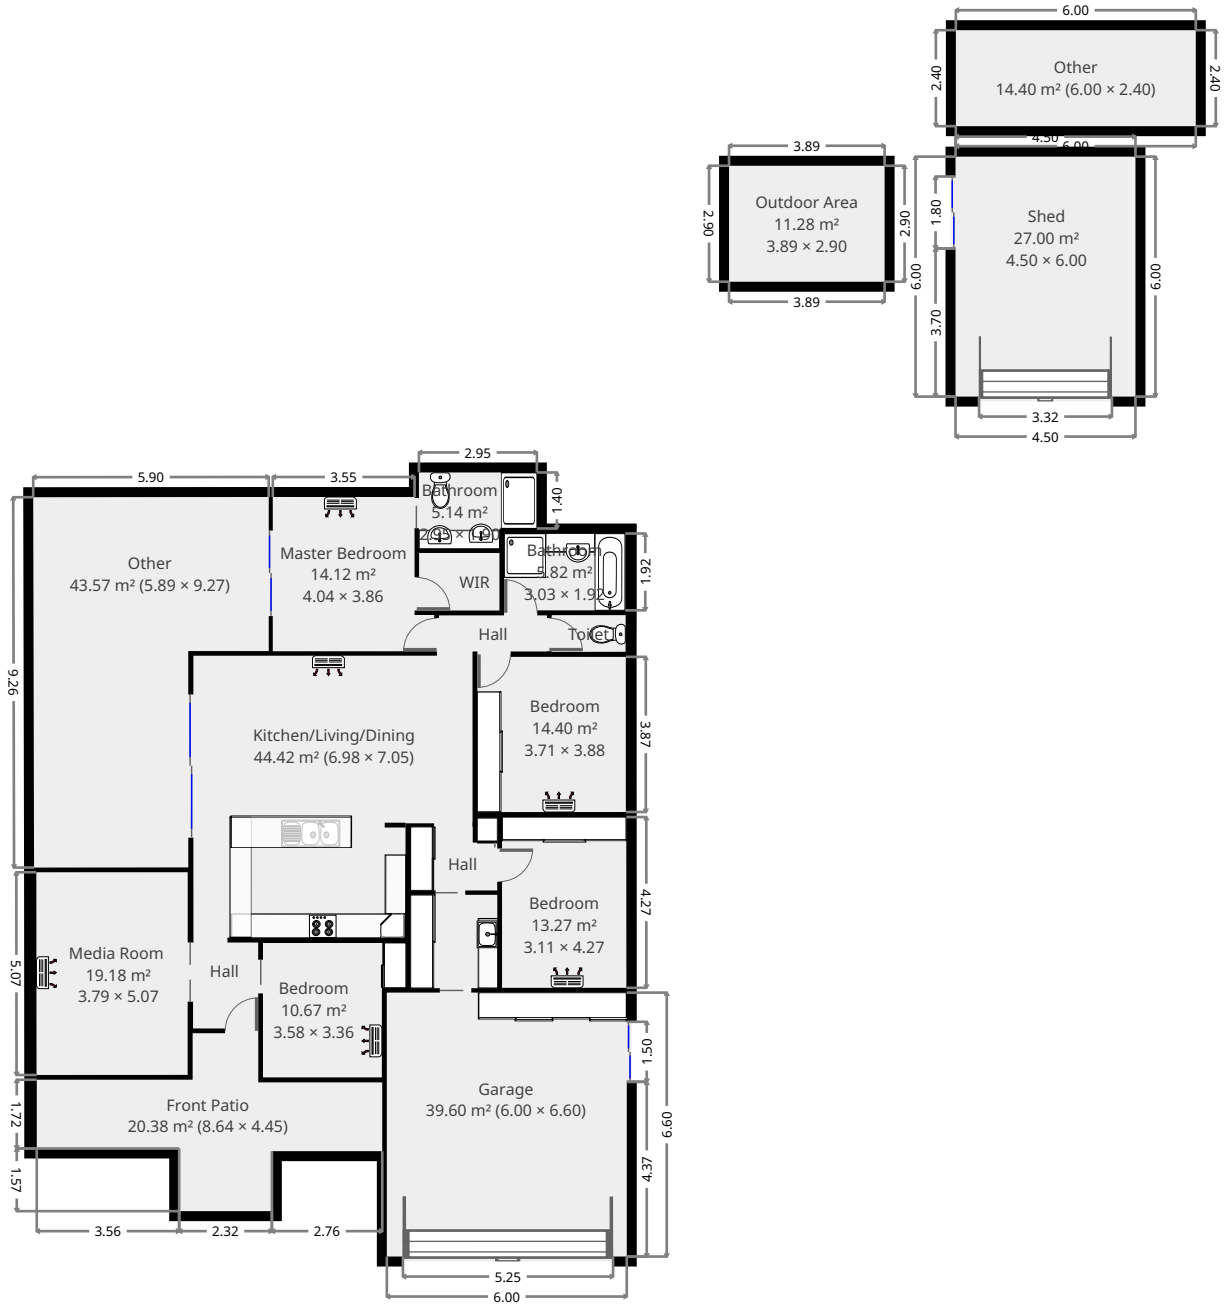 6.00
2.40
Other
14.40 m² (6.00 × 2.40)
2.40
4.50
6.00
3.89
2.90
Outdoor Area
11.28 m²
3.89 × 2.90
2.90
3.89
1.80
6.00
3.70
Shed
27.00 m²
4.50 × 6.00
6.00
3.32
4.50
5.90
3.55
2.95
1.40
Bathroom
5.14 m²
2.95 × 1.90
Other
43.57 m² (5.89 × 9.27)
Master Bedroom
14.12 m²
4.04 × 3.86
WIR
Bathroom
5.82 m²
3.03 × 1.92
1.92
Hall
Toilet
9.26
Kitchen/Living/Dining
44.42 m² (6.98 × 7.05)
Bedroom
14.40 m²
3.71 × 3.88
3.87
Hall
Bedroom
13.27 m²
3.11 × 4.27
4.27
5.07
Media Room
19.18 m²
3.79 × 5.07
Hall
Bedroom
10.67 m²
3.58 × 3.36
1.50
Garage
39.60 m² (6.00 × 6.60)
6.60
4.37
1.72
Front Patio
20.38 m² (8.64 × 4.45)
1.57
3.56
2.32
2.76
5.25
6.00